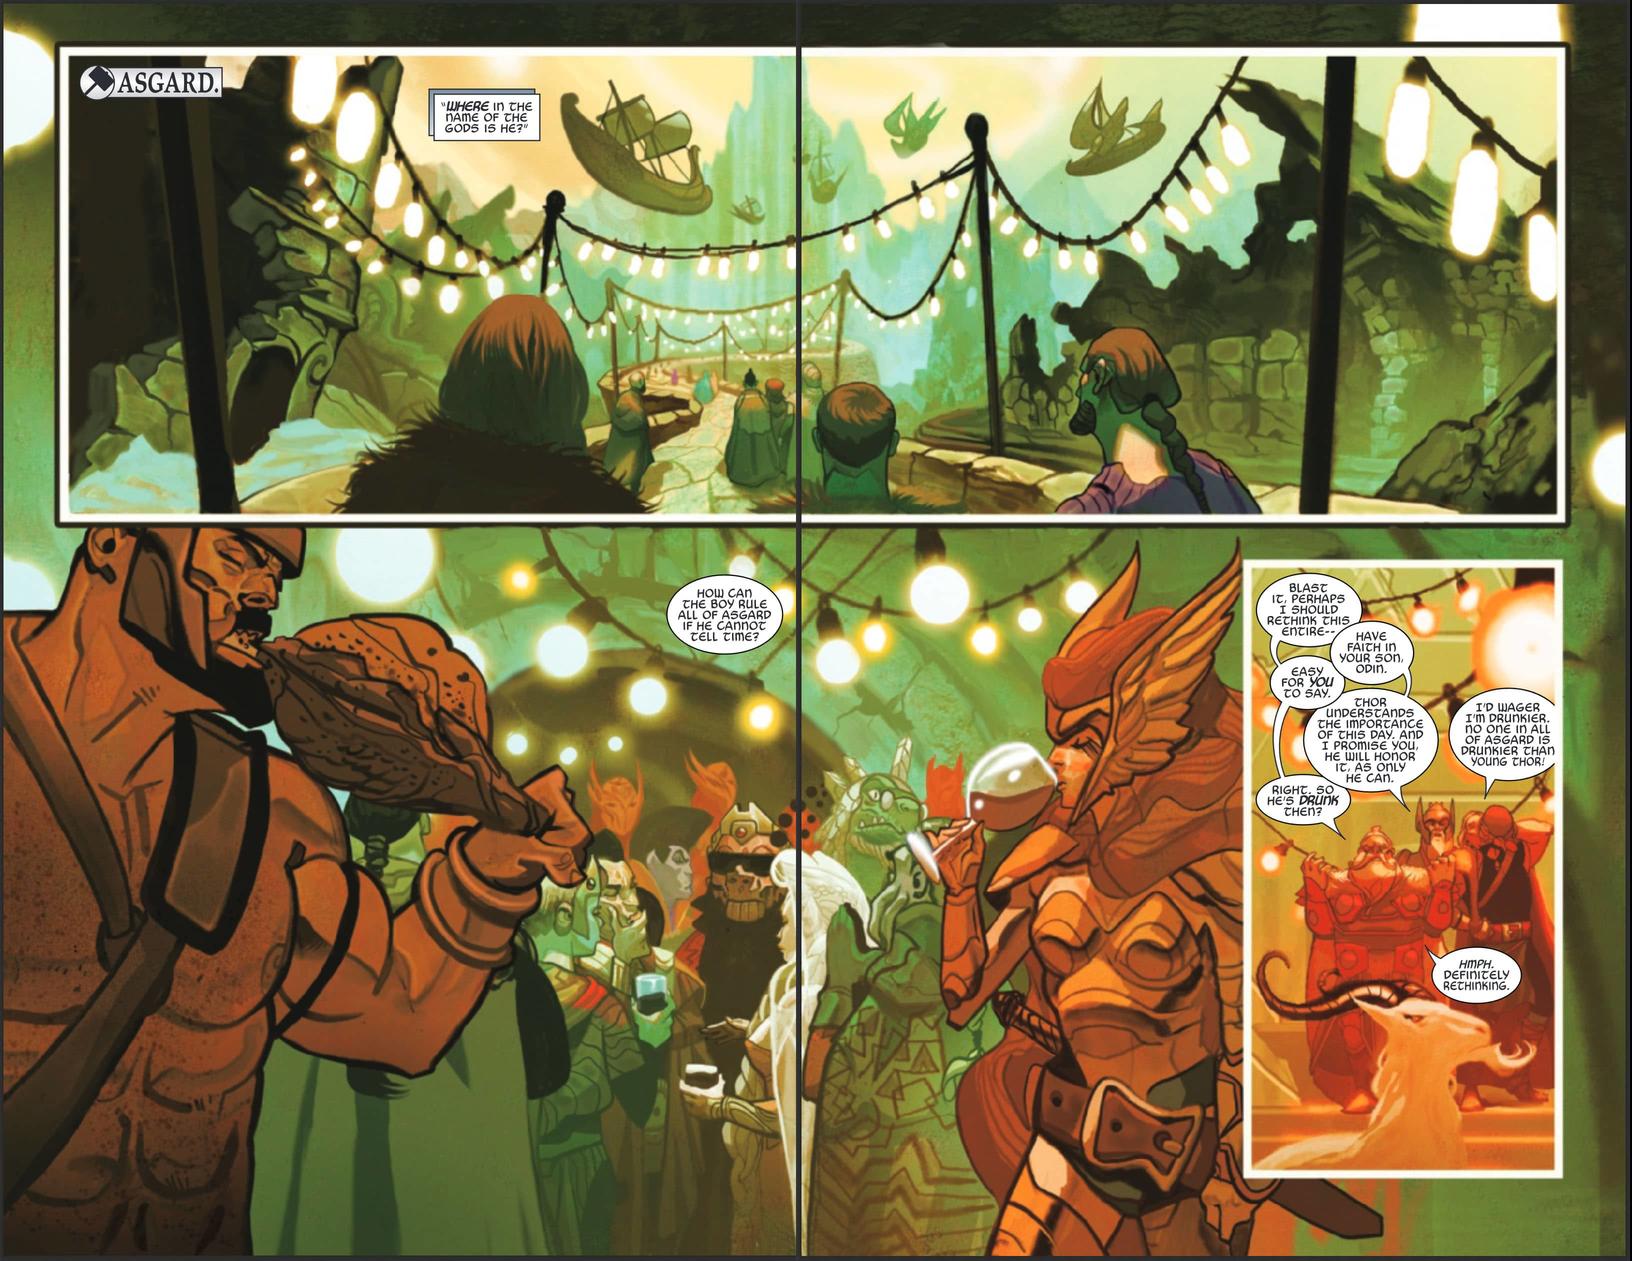 ASGARD.
"WHERE IN THE
NAME OF THE
GODS IS HE?"
HOW CAN
THE BOY RULE
ALL OF ASGARD
IF HE CANNOT
TELL TIME?
BLAST
IT, PERHAPS
I SHOULD
RETHINK THIS
ENTIRE--
HAVE
FAITH IN
YOUR SON,
ODIN.
EASY
FOR YOU
TO SAY.
THOR
UNDERSTANDS
THE IMPORTANCE
OF THIS DAY. AND
I PROMISE YOU,
HE WILL HONOR
IT, AS ONLY
HE CAN.
RIGHT. SO
HE'S DRUNK
THEN?
I'D WAGER
I'M DRUNKIER.
NO ONE IN ALL
OF ASGARD IS
DRUNKIER THAN
YOUNG THOR!
HMPH.
DEFINITELY
RETHINKING.